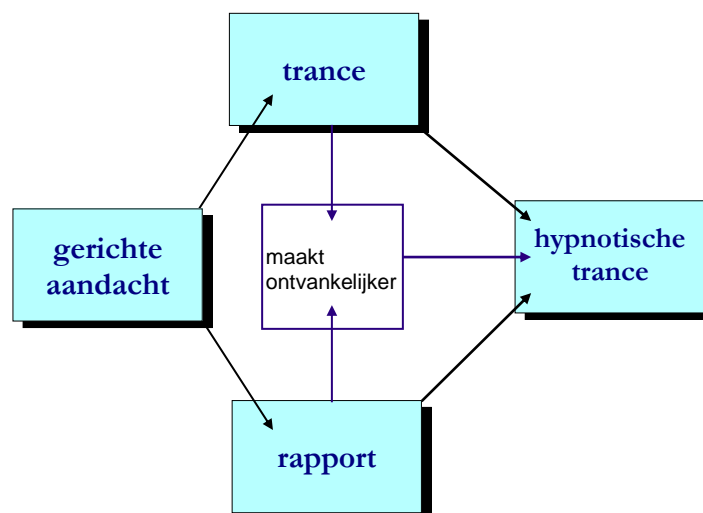 trance
gerichte
aandacht
maakt
ontvankelijker
hypnotische
trance
rapport